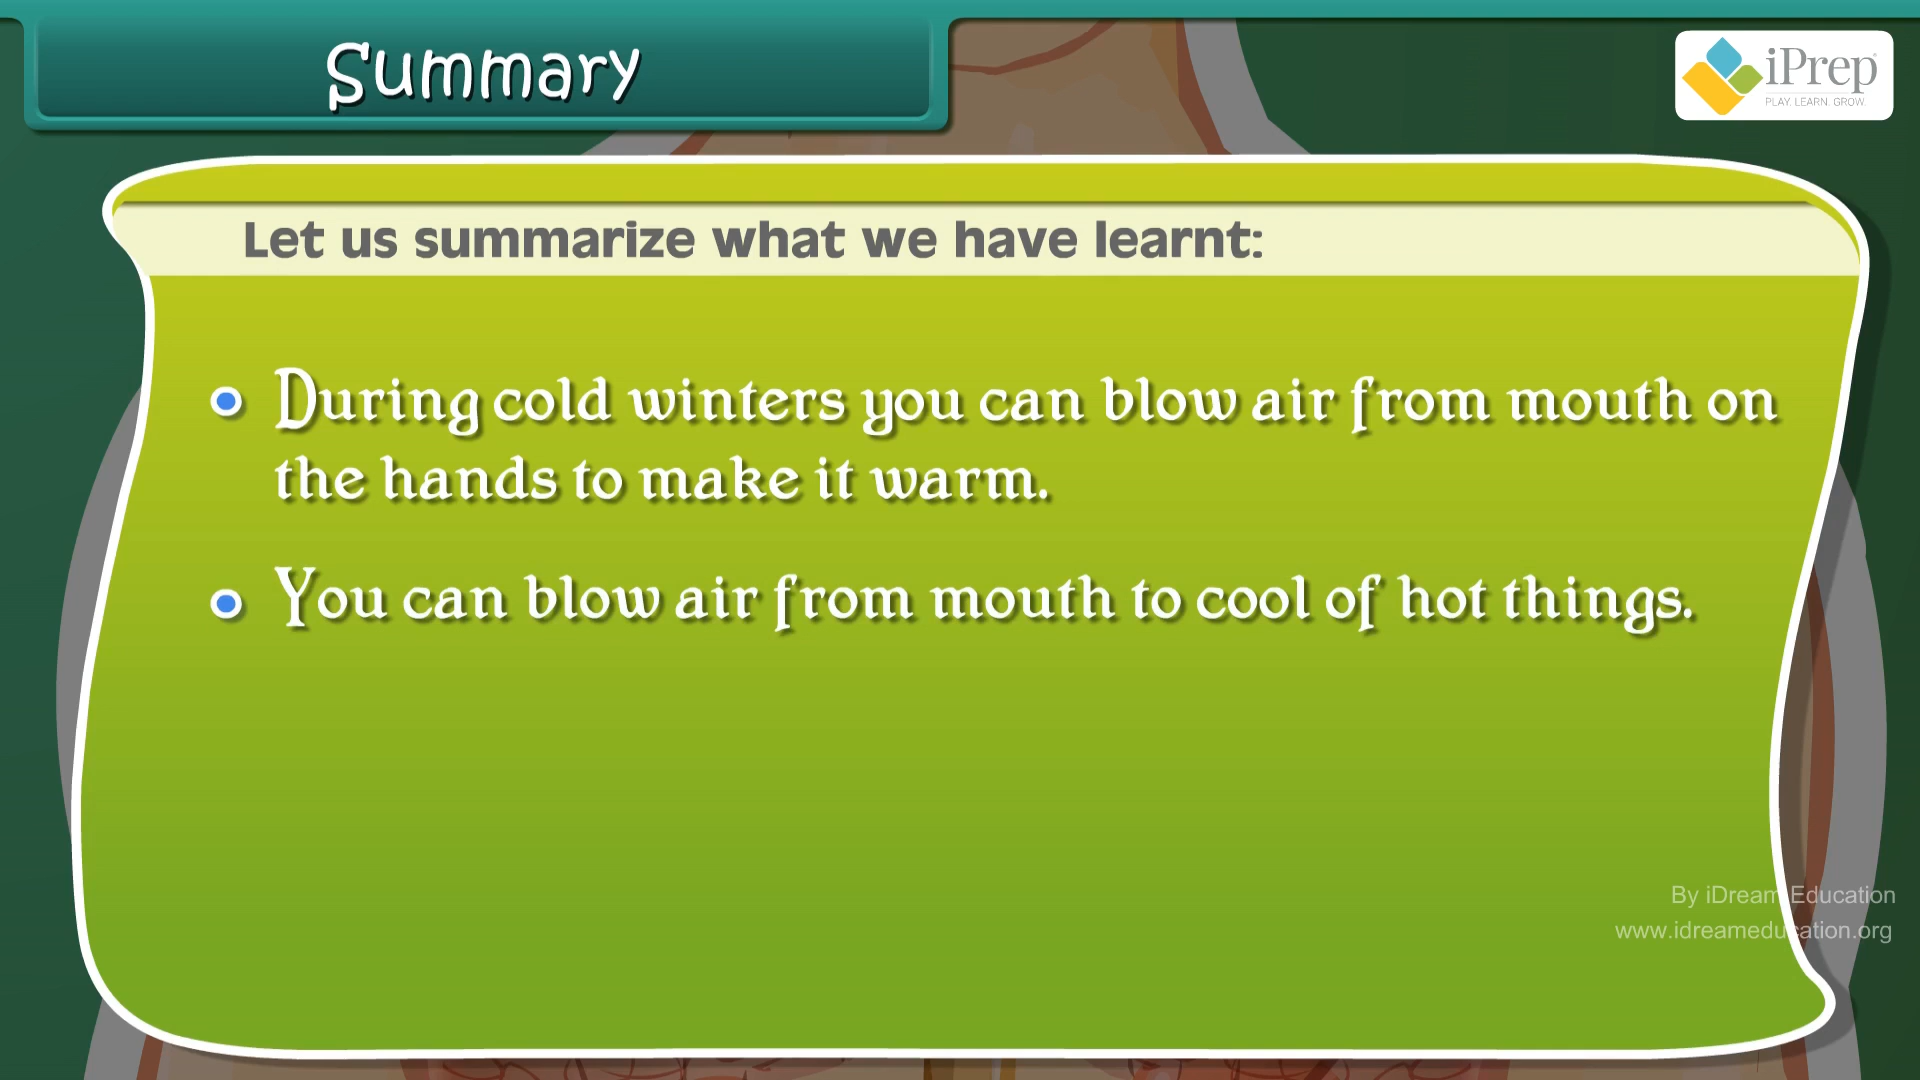 Summary
iPrep
PLAY. LEARN. GROW.
Let us summarize what we have learnt:
During cold winters you can blow air from mouth on
the hands to make it warm.
You can blow air from mouth to cool of hot things.
By iDream Education
www.idreameducation.org